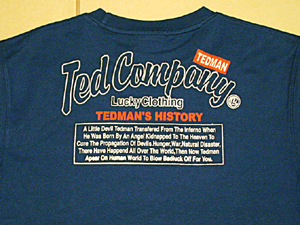 TEDMAN
Ted Company
Lucky Clothing
TEDMAN'S HISTORY
A Little Devil Tedman Transfered From The Inferno When
He Was Born By An Angel Kidnapped To The Heaven To
Core The Propagation Of Devils.Hunger,War,Natural Disaster,
There Have Happend All Over The World,Then Now Tedman
Apear On Human World To Blow Bedluck Off For You.